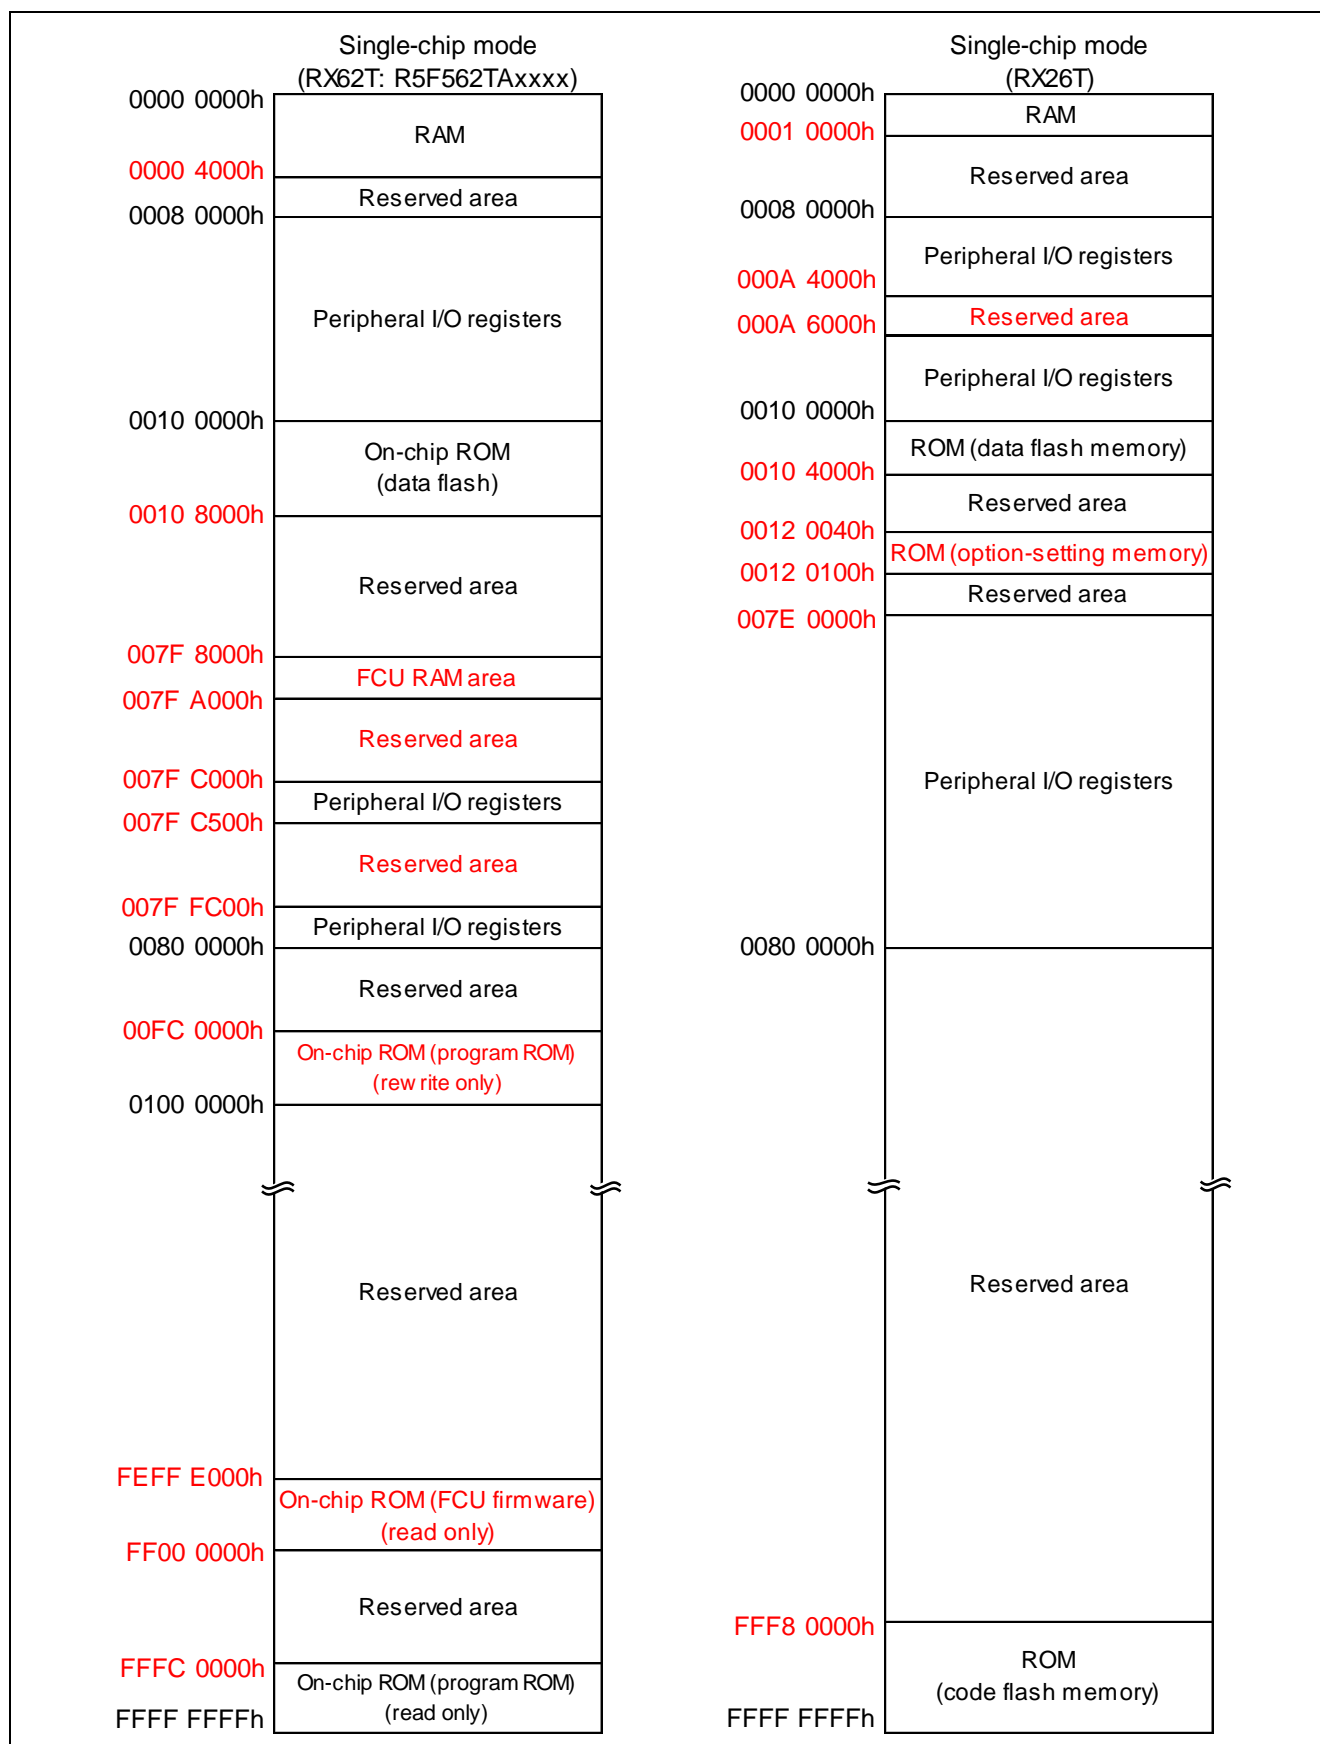 Single-chip mode
(RX62T: R5F562TAxxxx)
0000 0000h
RAM
0000 4000h
Reserved area
0008 0000h
Peripheral I/O registers
0010 0000h
On-chip ROM
(data flash)
0010 8000h
Reserved area
007F 8000h
FCU RAM area
007F A000h
Reserved area
007F C000h
Peripheral I/O registers
007F C500h
Reserved area
007F FC00h
Peripheral I/O registers
0080 0000h
Reserved area
00FC 0000h
On-chip ROM (program ROM)
(rewrite only)
0100 0000h
Reserved area
FEFF E000h
On-chip ROM (FCU firmware)
(read only)
FF00 0000h
Reserved area
FFFC 0000h
On-chip ROM (program ROM)
(read only)
FFFF FFFFh
Single-chip mode
(RX26T)
0000 0000h
RAM
0001 0000h
Reserved area
0008 0000h
Peripheral I/O registers
000A 4000h
Reserved area
000A 6000h
Peripheral I/O registers
0010 0000h
ROM (data flash memory)
0010 4000h
Reserved area
0012 0040h
ROM (option-setting memory)
0012 0100h
Reserved area
007E 0000h
Peripheral I/O registers
0080 0000h
Reserved area
FFF8 0000h
ROM
(code flash memory)
FFFF FFFFh